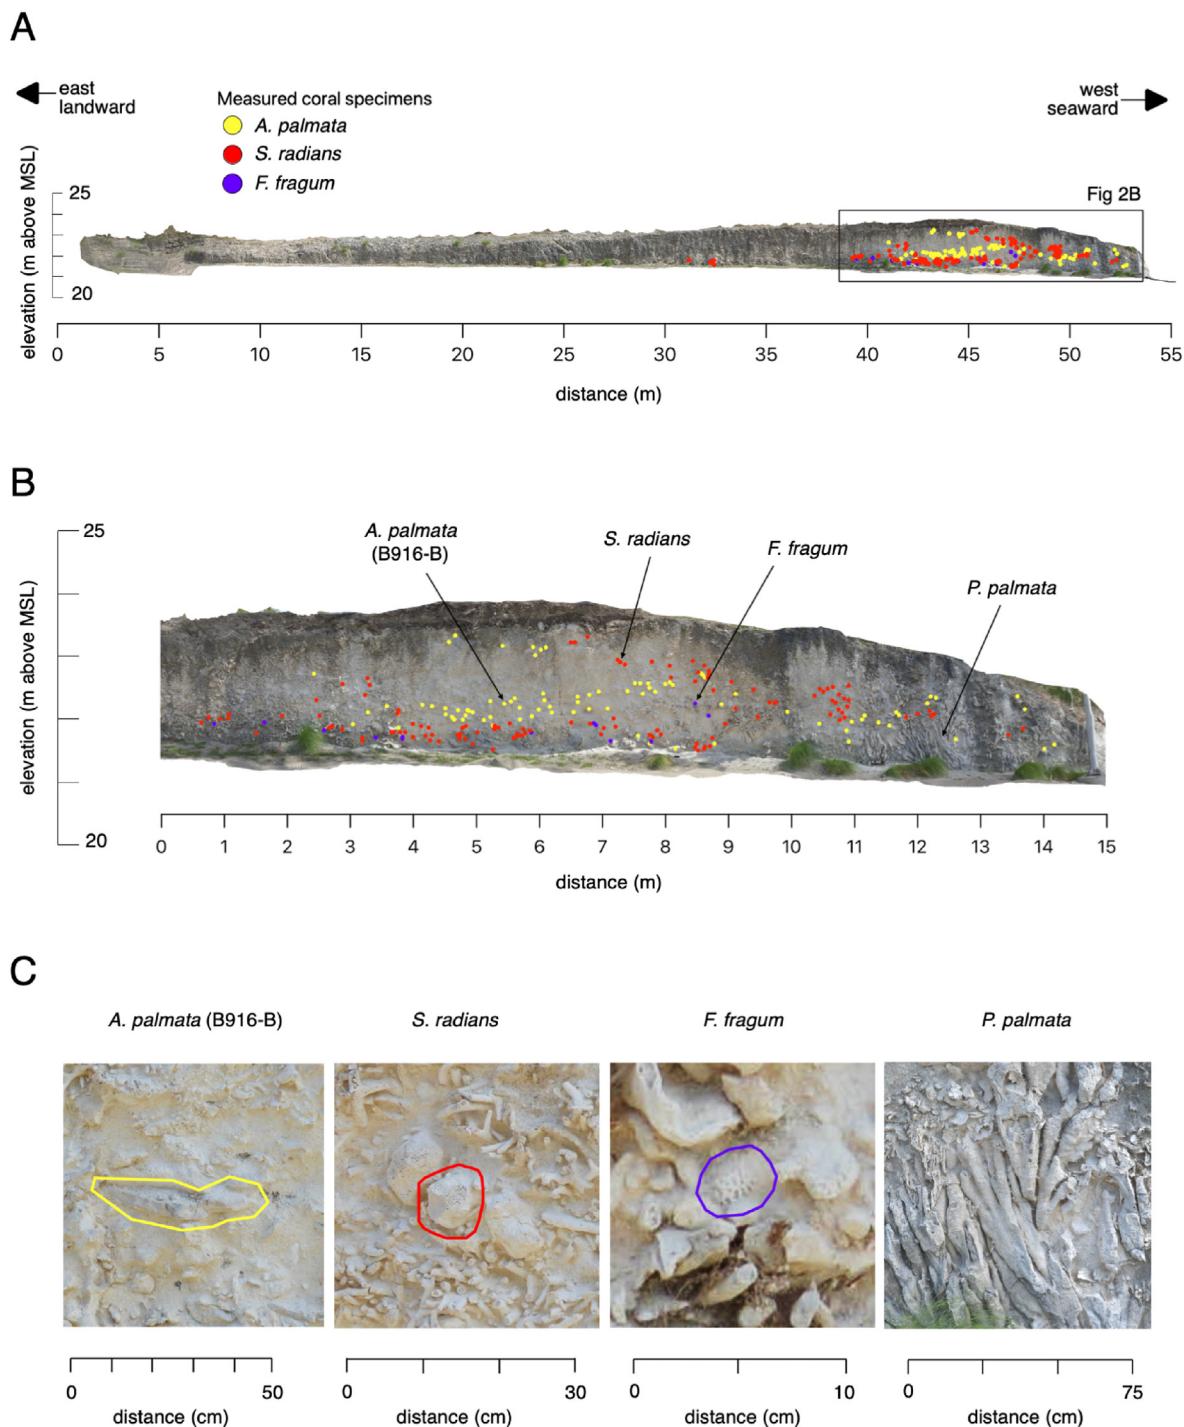 A
east
landward
west
seaward
Measured coral specimens
A. palmata
S. radians
F. fragum
elevation (m above MSL)
25
20
Fig 2B
0 5 10 15 20 25 30 35 40 45 50 55
distance (m)
B
A. palmata
(B916-B)
S. radians
F. fragum
P. palmata
elevation (m above MSL)
25
20
0 1 2 3 4 5 6 7 8 9 10 11 12 13 14 15
distance (m)
C
A. palmata (B916-B) S. radians F. fragum P. palmata
0 50 0 30 0 10 0 75
distance (cm) distance (cm) distance (cm) distance (cm)